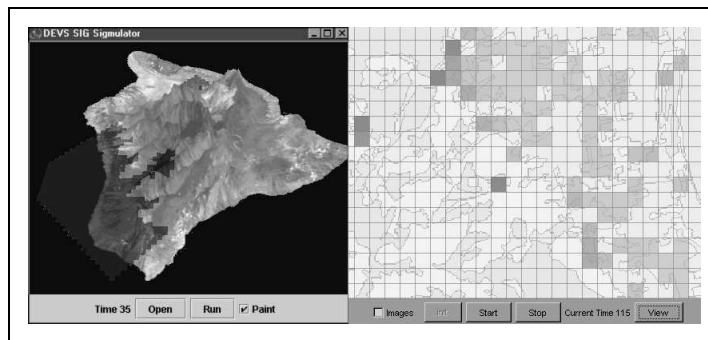 DEVS SIG Sigmulator
Time 35 Open Run Paint
Images Init Start Stop Current Time 115 View